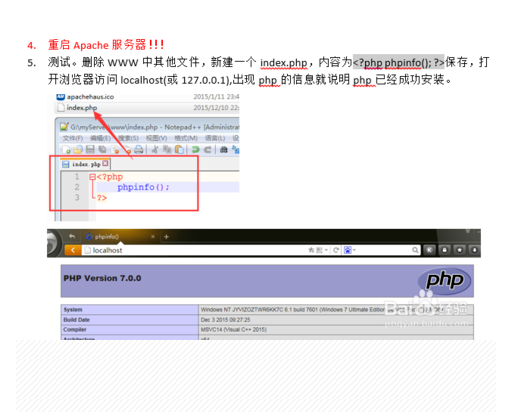 4. 重启 Apache 服务器!!!
5. 测试。删除 WWW 中其他文件，新建一个 index.php，内容为<?php phpinfo(); ?>保存，打
开浏览器访问 localhost(或 127.0.0.1),出现 php 的信息就说明 php 已经成功安装。
apachehaus.ico 2015/1/11 23:4
index.php 2015/12/10 22:
G:\myServer\www\index.php - Notepad++ [Administrat
文件(F) 编辑(E) 搜索(S) 视图(V) 格式(M) 语言(L) 设
index.php
1 <?php
2 phpinfo();
3 ?>
phpinfo()
localhost
PHP Version 7.0.0
php
System Windows NT JYVIZOZTWR6KK7C 6.1 build 7601 (Windows 7 Ultimate Edition
Build Date Dec 3 2015 09:27:25
Compiler MSVC14 (Visual C++ 2015)
Architecture x64
Baidu 经验